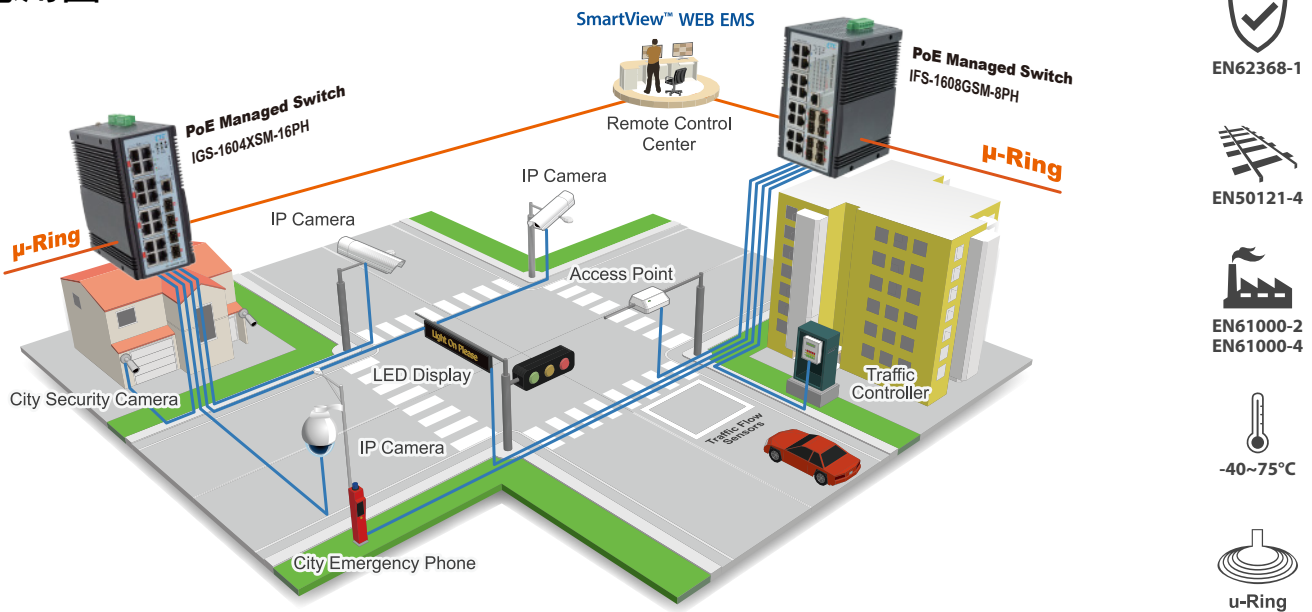 SmartView™ WEB EMS
PoE Managed Switch
IFS-1608GSM-8PH
PoE Managed Switch
IGS-1604XSM-16PH
Remote Control
Center
μ-Ring
μ-Ring
IP Camera
IP Camera
Access Point
Light On Please
LED Display
Traffic
Controller
City Security Camera
Traffic Flow
Sensors
IP Camera
City Emergency Phone
EN62368-1
EN50121-4
EN61000-2
EN61000-4
-40~75°C
u-Ring